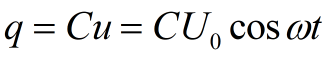 q = Cu = CU₀ cos ωt